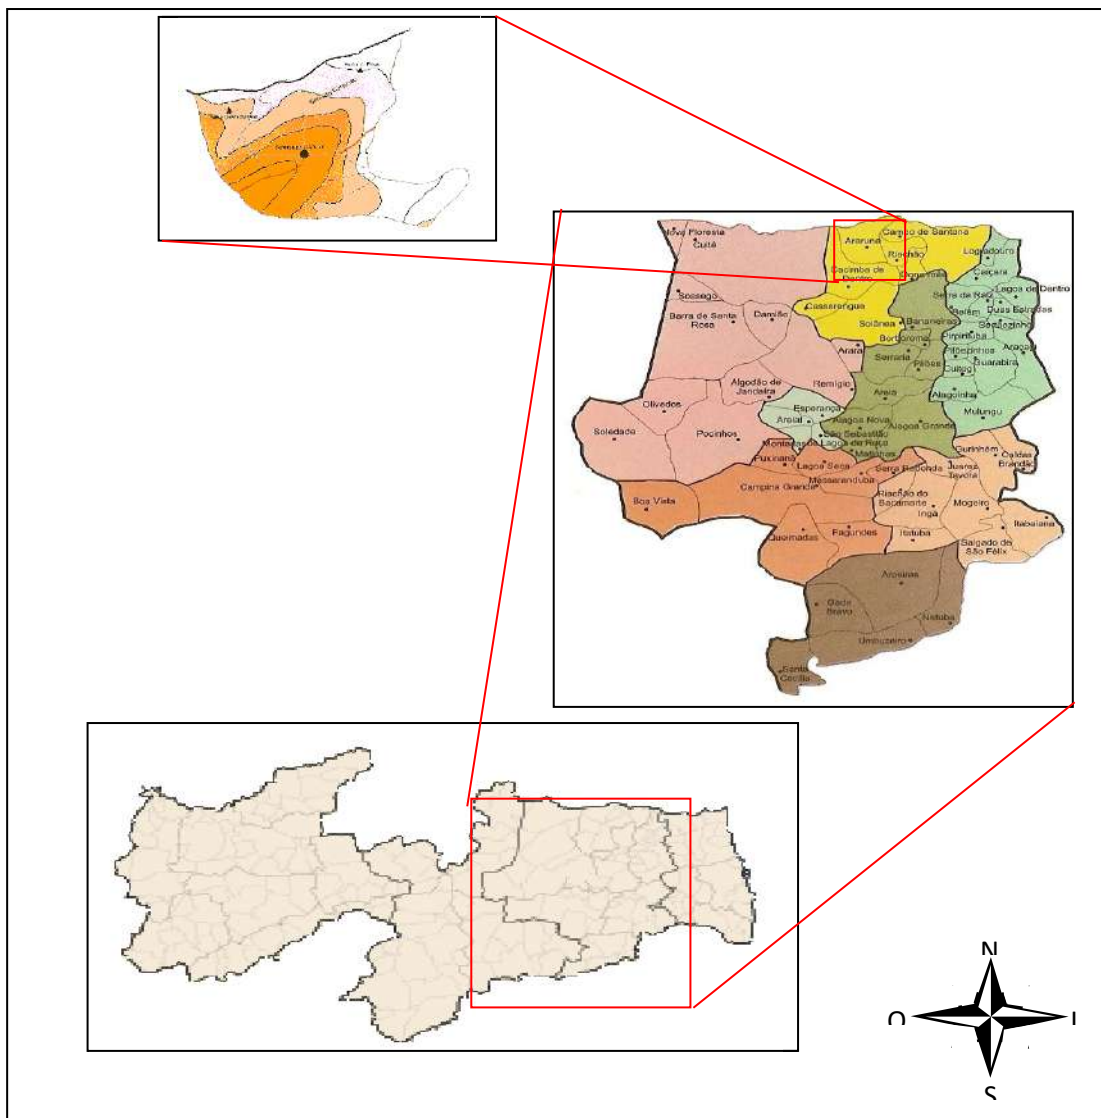 Nova Floresta
Cuité
Campo de Santana
Araruna
Riachão
Logradouro
Cacimba de
Dentro
Caiçara
Sossego
Serra da Raiz
Lagoa de Dentro
Duas Estradas
Casserengue
Belém
Barra de Santa
Rosa
Damião
Solânea
Bananeiras
Sertãozinho
Pirpirituba
Borborema
Arara
Araçagi
Serraria
Pilõezinhos
Guarabira
Pilões
Cuitegi
Algodão de
Jandaíra
Remígio
Areia
Alagoinha
Olivedos
Esperança
Mulungu
Areial
Alagoa Nova
Alagoa Grande
Soledade
Pocinhos
São Sebastião
de Lagoa de Roça
Montadas
Matinhas
Gurinhém
Caldas
Brandão
Puxinanã
Lagoa Seca
Serra Redonda
Juarez
Távora
Massaranduba
Campina Grande
Riachão do
Bacamarte
Mogeiro
Boa Vista
Ingá
Itabaiana
Queimadas
Fagundes
Itatuba
Salgado de
São Félix
Aroeiras
Gado
Bravo
Natuba
Umbuzeiro
Santa
Cecília
N
O
L
S